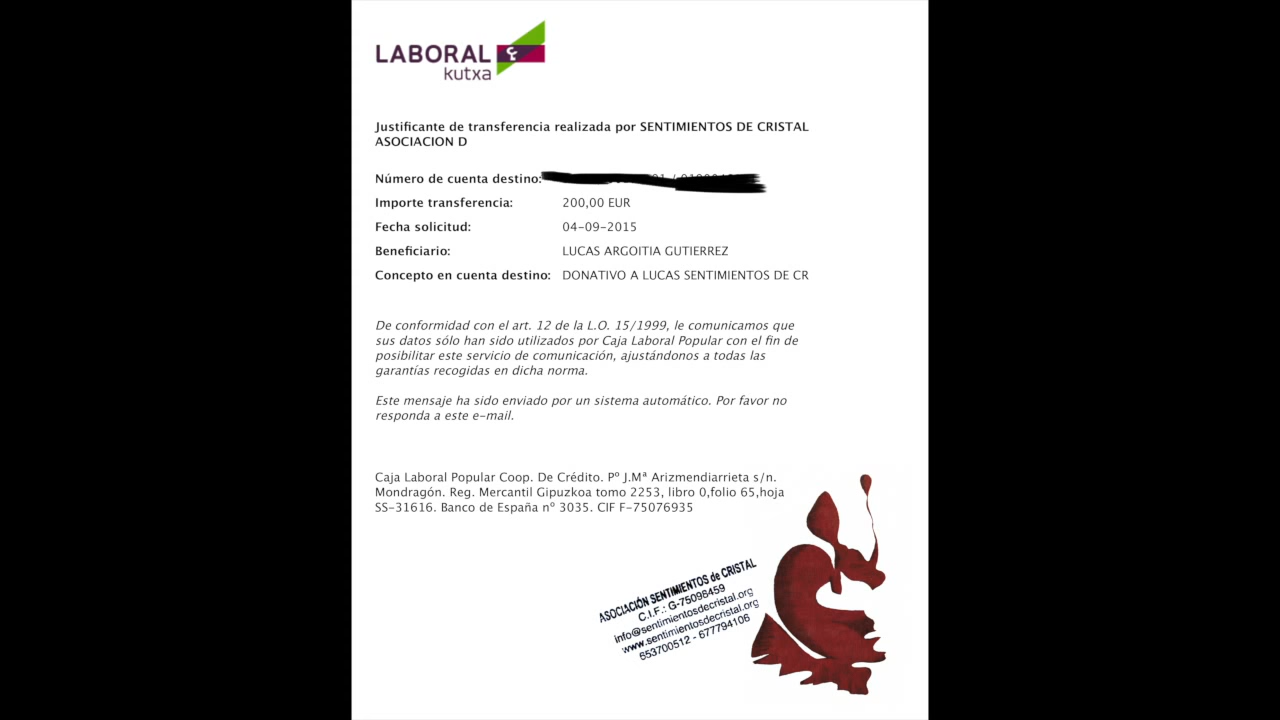 LABORAL
kutxa
Justificante de transferencia realizada por SENTIMIENTOS DE CRISTAL
ASOCIACION D
Número de cuenta destino:
Importe transferencia: 200,00 EUR
Fecha solicitud: 04-09-2015
Beneficiario: LUCAS ARGOITIA GUTIERREZ
Concepto en cuenta destino: DONATIVO A LUCAS SENTIMIENTOS DE CR
De conformidad con el art. 12 de la L.O. 15/1999, le comunicamos que
sus datos sólo han sido utilizados por Caja Laboral Popular con el fin de
posibilitar este servicio de comunicación, ajustándonos a todas las
garantías recogidas en dicha norma.
Este mensaje ha sido enviado por un sistema automático. Por favor no
responda a este e-mail.
Caja Laboral Popular Coop. De Crédito. Pº J.Mª Arizmendiarrieta s/n.
Mondragón. Reg. Mercantil Gipuzkoa tomo 2253, libro 0,folio 65,hoja
SS-31616. Banco de España nº 3035. CIF F-75076935
ASOCIACIÓN SENTIMIENTOS de CRISTAL
C.I.F.: G-75098459
info@sentimientosdecristal.org
www.sentimientosdecristal.org
653700512 - 677794106